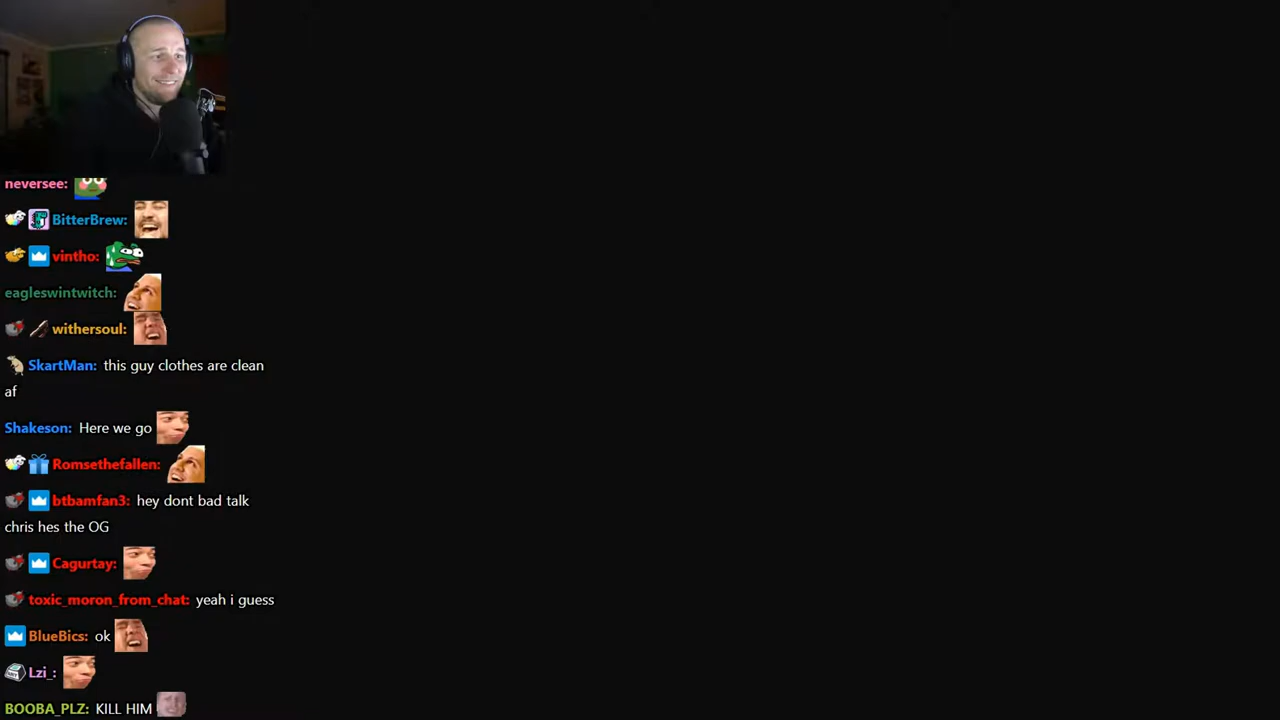 neversee:
BitterBrew:
vintho:
eagleswintwitch:
withersoul:
SkartMan: this guy clothes are clean
af
Shakeson: Here we go
Romsethefallen:
btbamfan3: hey dont bad talk
chris hes the OG
Cagurtay:
toxic_moron_from_chat: yeah i guess
BlueBics: ok
Lzi_:
BOOBA_PLZ: KILL HIM